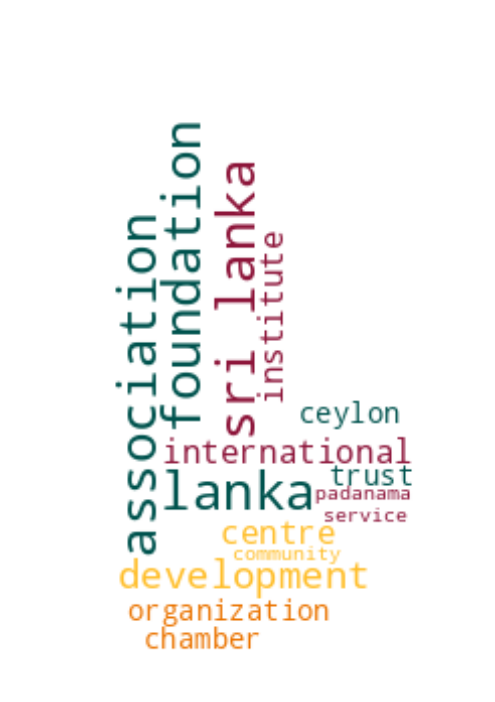 association
foundation
sri lanka
institute
ceylon
international
trust
lanka
padanama
service
centre
community
development
organization
chamber